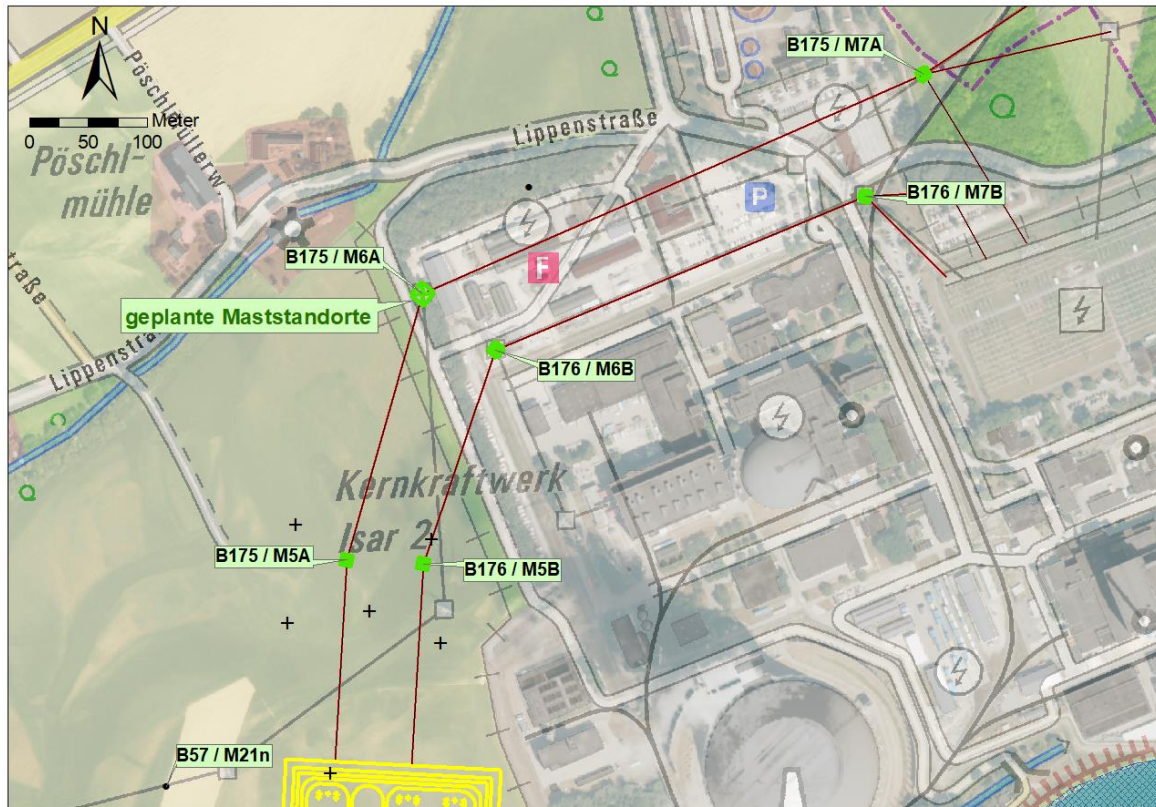 N
Meter
0 50 100
Pöschlmüllerw.
Pöschl-
mühle
Lippenstraße
B175 / M7A
B176 / M7B
P
F
B175 / M6A
geplante Maststandorte
straße
B176 / M6B
Kernkraftwerk
Isar 2
B175 / M5A
B176 / M5B
B57 / M21n